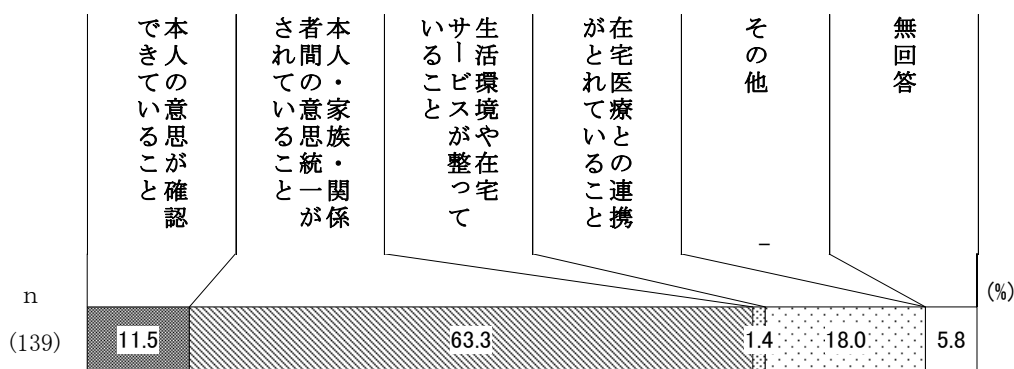 本人の意思が確認
できていること
本人・家族・関係
者間の意思統一が
されていること
生活環境や在宅
サービスが整って
いること
在宅医療との連携
がとれていること
その他
－
無回答
(%)
n
(139)
11.5
63.3
1.4
18.0
5.8